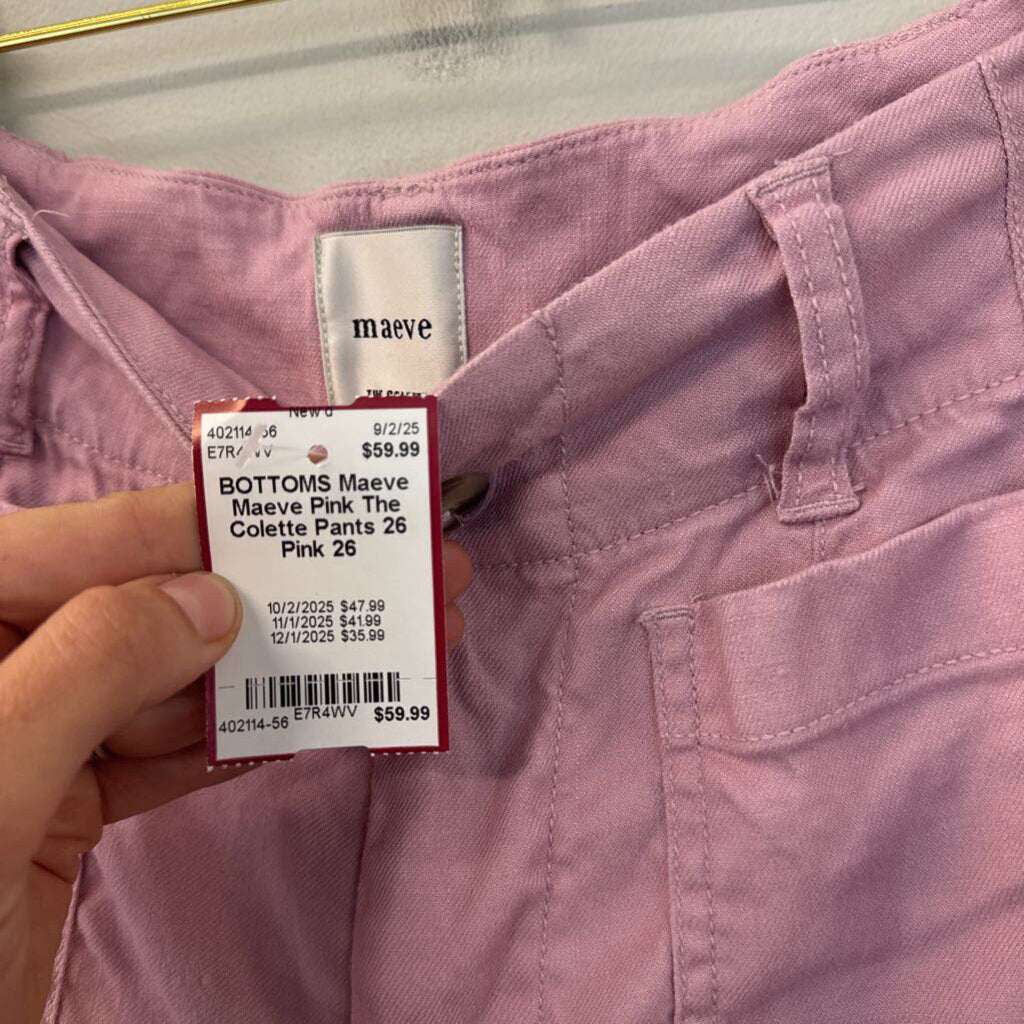 maeve
9/2/25
402114-56
E7R4WV $59.99
BOTTOMS Maeve
Maeve Pink The
Colette Pants 26
Pink 26
10/2/2025 $47.99
11/1/2025 $41.99
12/1/2025 $35.99
402114-56 E7R4WV $59.99